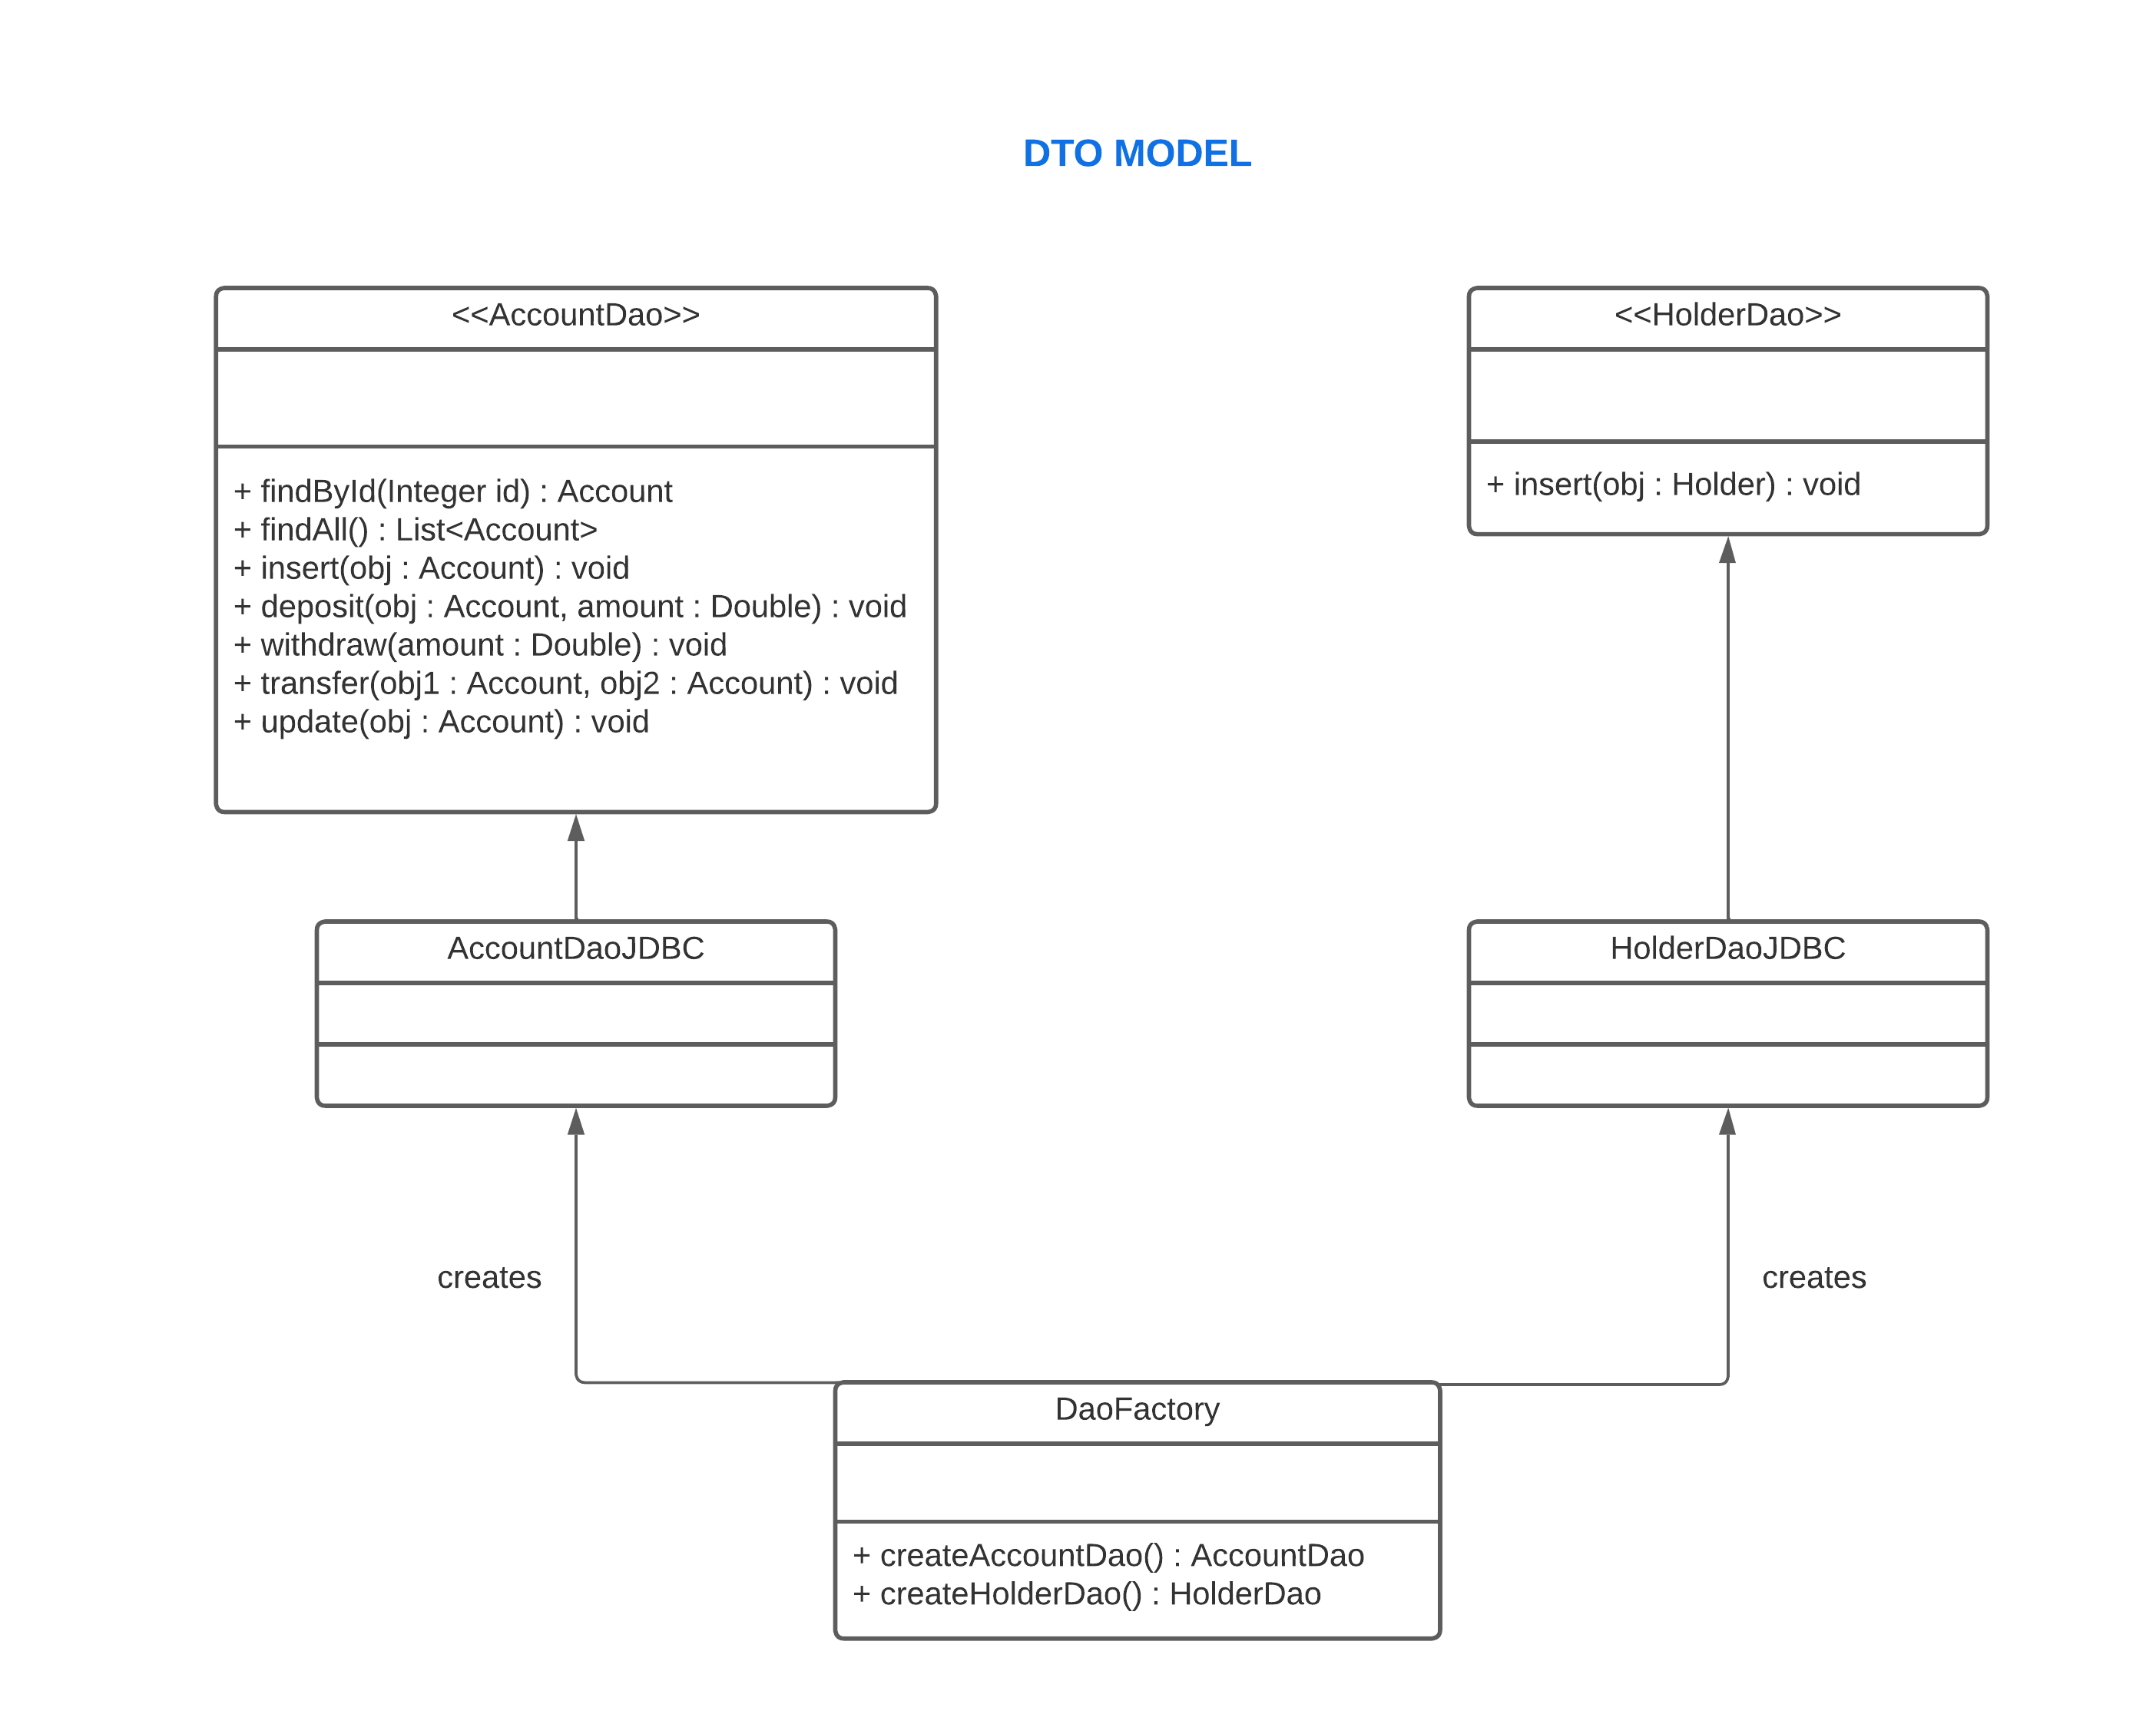 DTO MODEL
<<AccountDao>>
+ findById(Integer id) : Account
+ findAll() : List<Account>
+ insert(obj : Account) : void
+ deposit(obj : Account, amount : Double) : void
+ withdraw(amount : Double) : void
+ transfer(obj1 : Account, obj2 : Account) : void
+ update(obj : Account) : void
<<HolderDao>>
+ insert(obj : Holder) : void
AccountDaoJDBC
HolderDaoJDBC
creates
creates
DaoFactory
+ createAccountDao() : AccountDao
+ createHolderDao() : HolderDao